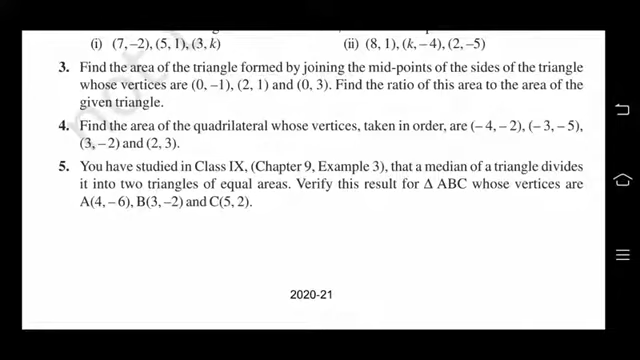 (i) (7, –2), (5, 1), (3, k) (ii) (8, 1), (k, – 4), (2, –5)
3. Find the area of the triangle formed by joining the mid-points of the sides of the triangle
whose vertices are (0, –1), (2, 1) and (0, 3). Find the ratio of this area to the area of the
given triangle.
4. Find the area of the quadrilateral whose vertices, taken in order, are (– 4, – 2), (– 3, – 5),
(3, – 2) and (2, 3).
5. You have studied in Class IX, (Chapter 9, Example 3), that a median of a triangle divides
it into two triangles of equal areas. Verify this result for Δ ABC whose vertices are
A(4, – 6), B(3, –2) and C(5, 2).
2020-21